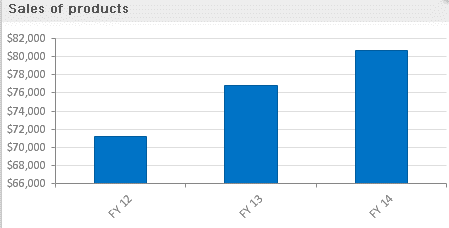 Sales of products
$82,000
$80,000
$78,000
$76,000
$74,000
$72,000
$70,000
$68,000
$66,000
FY 12
FY 13
FY 14